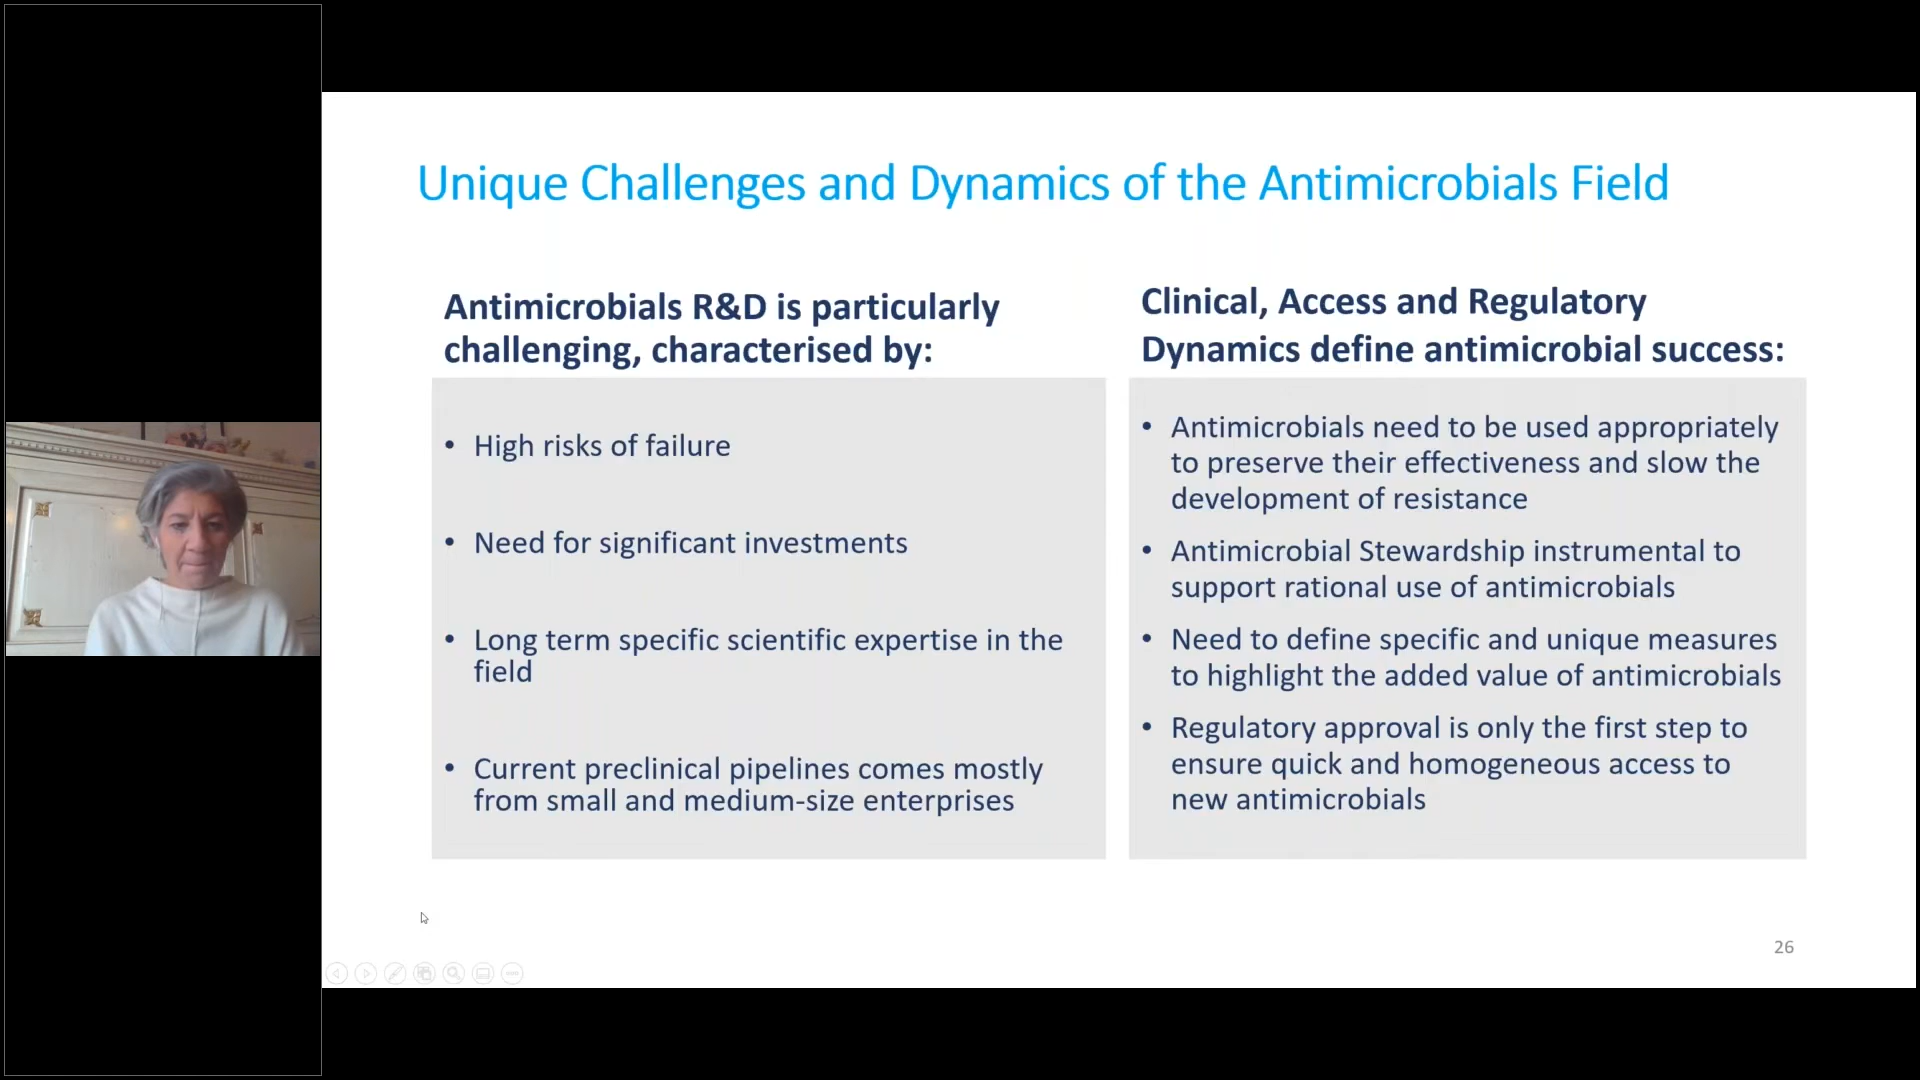 Unique Challenges and Dynamics of the Antimicrobials Field
Antimicrobials R&D is particularly
challenging, characterised by:
• High risks of failure
• Need for significant investments
• Long term specific scientific expertise in the
field
• Current preclinical pipelines comes mostly
from small and medium-size enterprises
Clinical, Access and Regulatory
Dynamics define antimicrobial success:
• Antimicrobials need to be used appropriately
to preserve their effectiveness and slow the
development of resistance
• Antimicrobial Stewardship instrumental to
support rational use of antimicrobials
• Need to define specific and unique measures
to highlight the added value of antimicrobials
• Regulatory approval is only the first step to
ensure quick and homogeneous access to
new antimicrobials
26